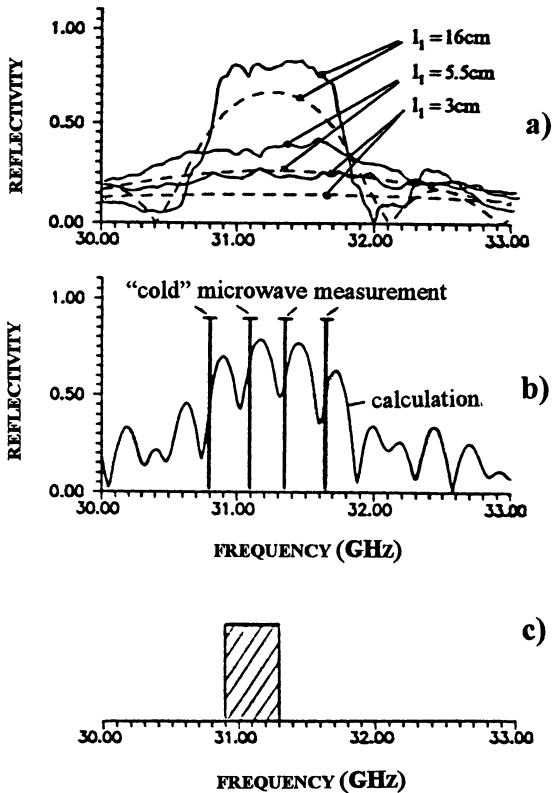 1.00
l₁ = 16cm
l₁ = 5.5cm
REFLECTIVITY
0.50
l₁ = 3cm
a)
0.00
30.00 31.00 32.00 33.00
1.00
"cold" microwave measurement
REFLECTIVITY
b)
0.50
calculation.
0.00
30.00 31.00 32.00 33.00
FREQUENCY (GHz)
c)
30.00 31.00 32.00 33.00
FREQUENCY (GHz)